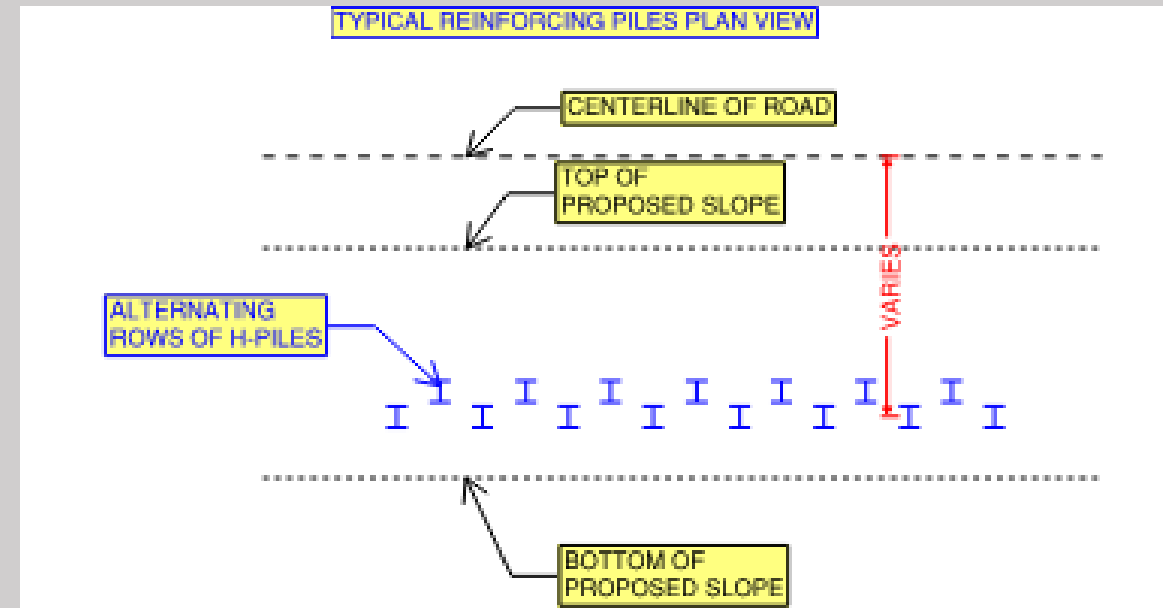 TYPICAL REINFORCING PILES PLAN VIEW
CENTERLINE OF ROAD
TOP OF
PROPOSED SLOPE
VARIES
ALTERNATING
ROWS OF H-PILES
BOTTOM OF
PROPOSED SLOPE